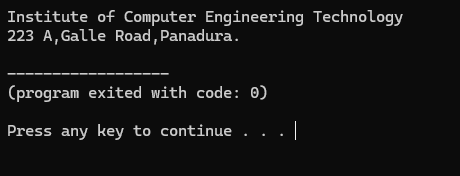 Institute of Computer Engineering Technology
223 A,Galle Road,Panadura.
------------------
(program exited with code: 0)
Press any key to continue . . .